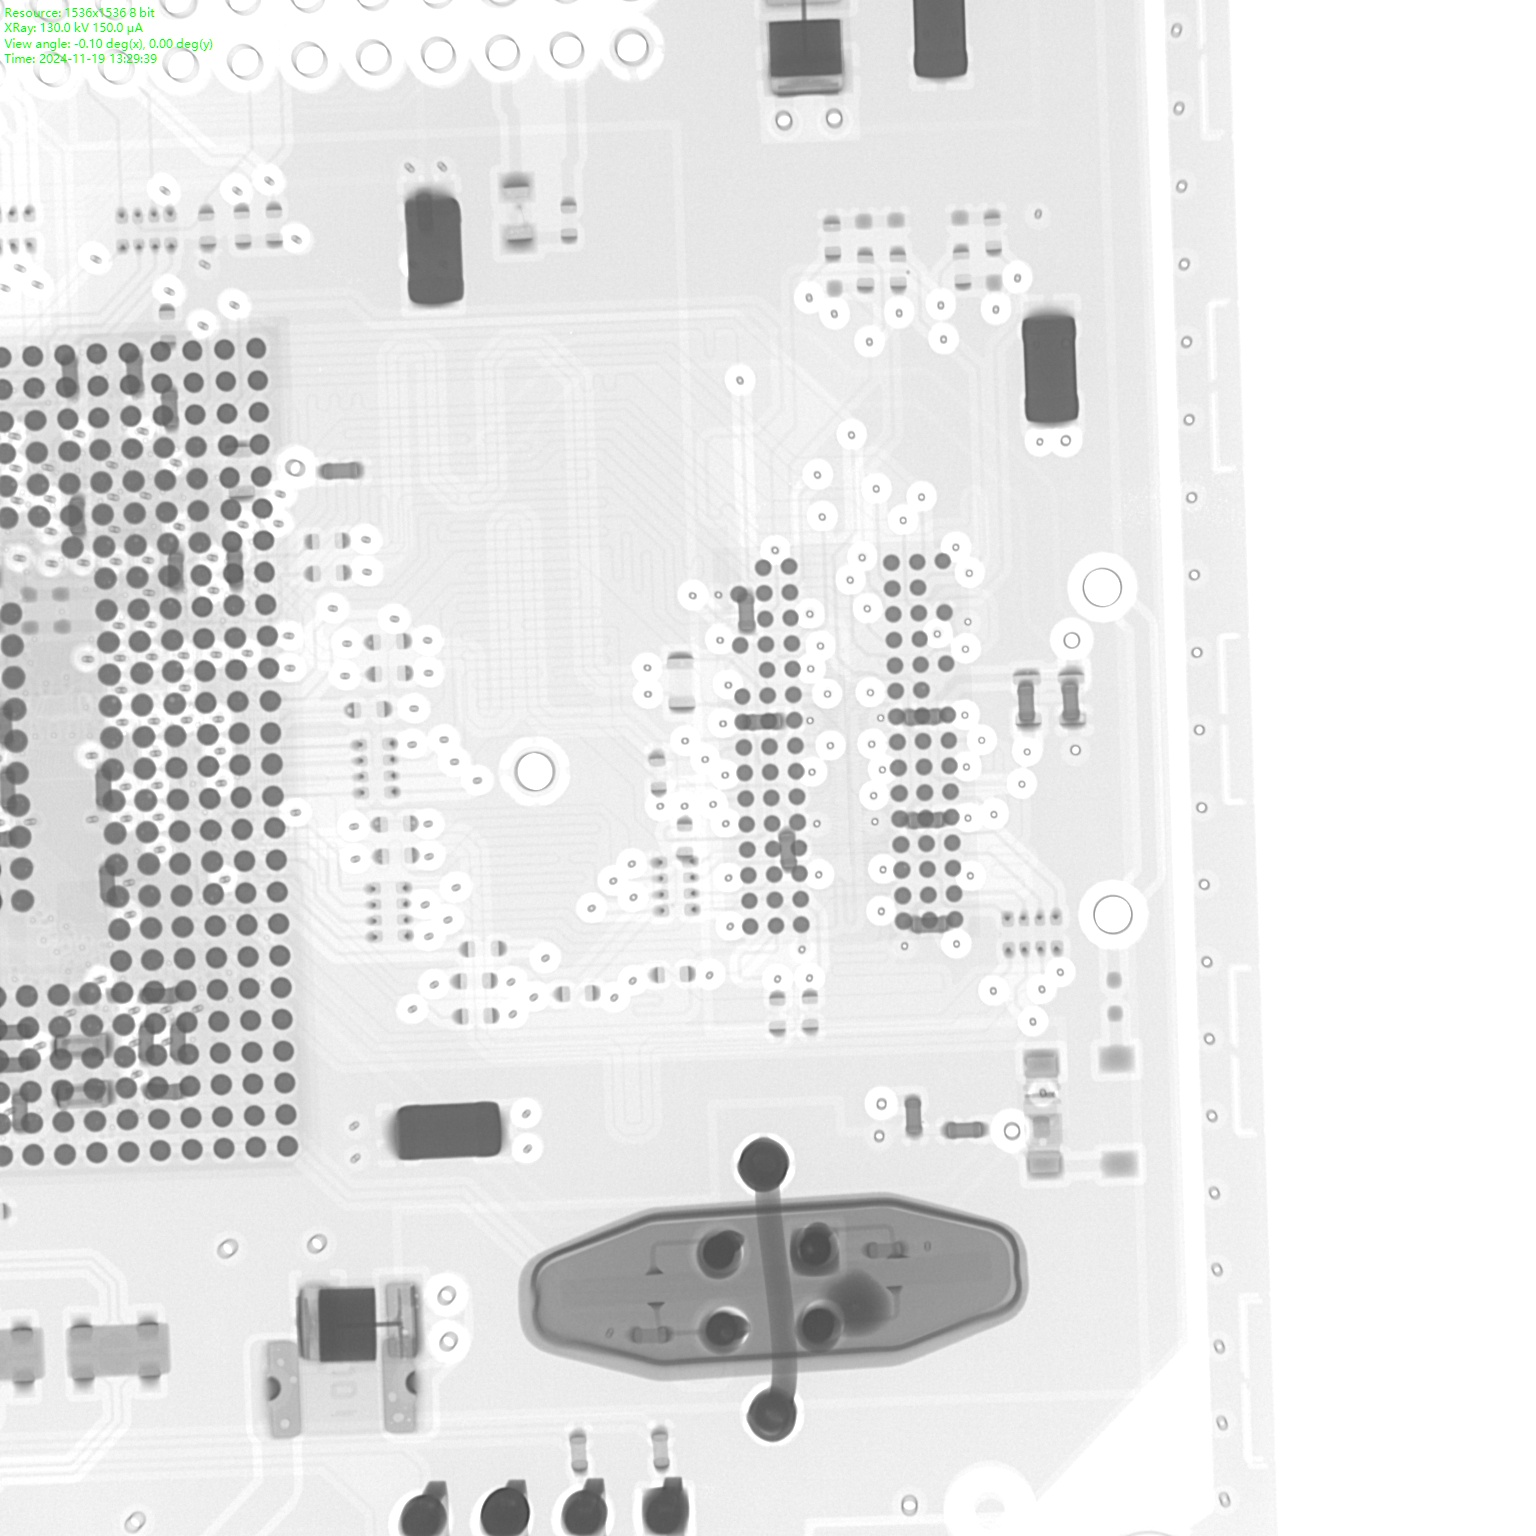 Resource: 1536x1536 8 bit
XRay: 130.0 kV 150.0 µA
View angle: -0.10 deg(x), 0.00 deg(y)
Time: 2024-11-19 13:29:39